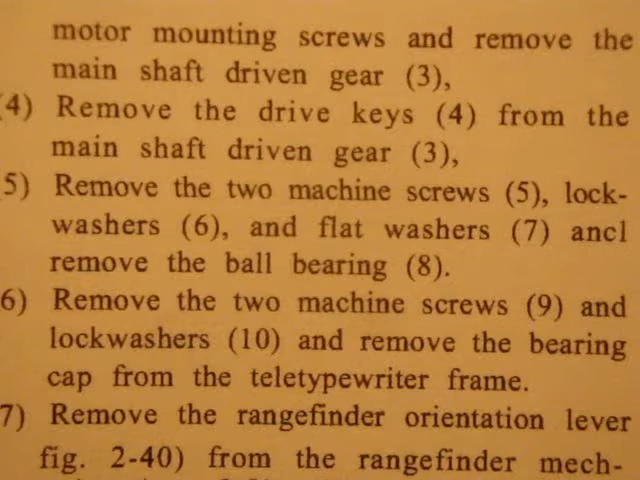 motor mounting screws and remove the
main shaft driven gear (3),
4) Remove the drive keys (4) from the
main shaft driven gear (3),
5) Remove the two machine screws (5), lock-
washers (6), and flat washers (7) ancl
remove the ball bearing (8).
6) Remove the two machine screws (9) and
lockwashers (10) and remove the bearing
cap from the teletypewriter frame.
7) Remove the rangefinder orientation lever
fig. 2-40) from the rangefinder mech-